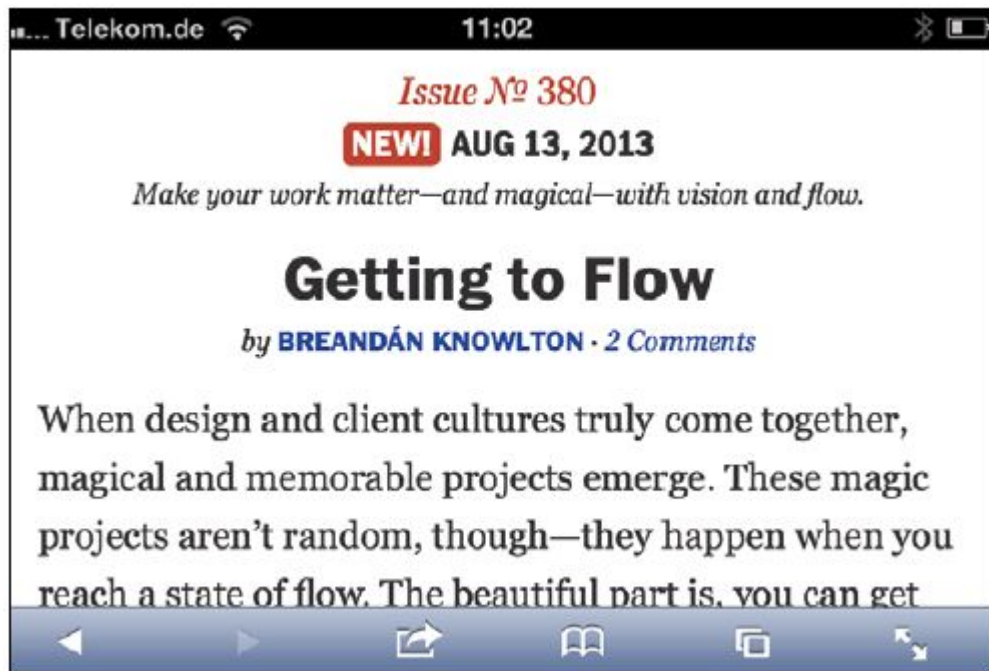 ... Telekom.de 11:02
Issue № 380
NEW! AUG 13, 2013
Make your work matter—and magical—with vision and flow.
Getting to Flow
by BREANDÁN KNOWLTON · 2 Comments
When design and client cultures truly come together,
magical and memorable projects emerge. These magic
projects aren’t random, though—they happen when you
reach a state of flow. The beautiful part is, you can get